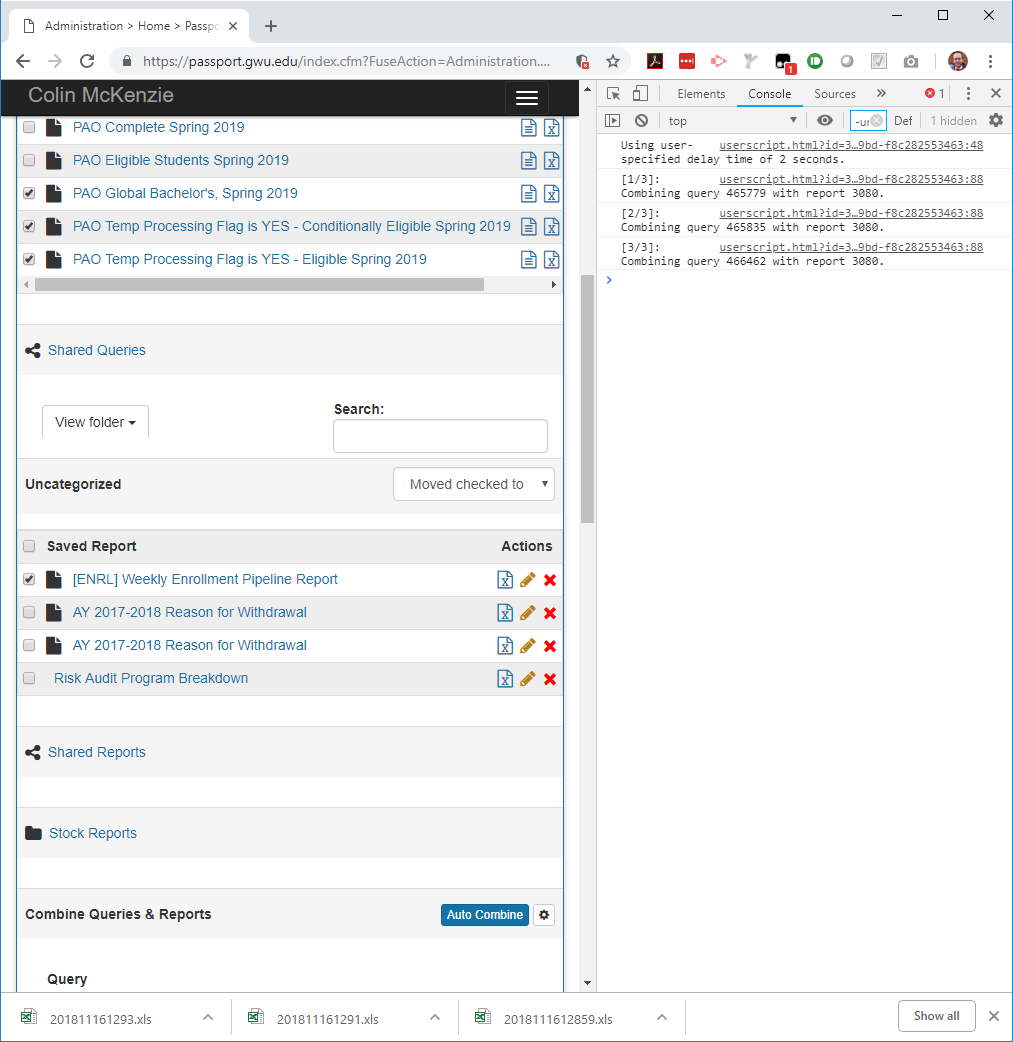 Administration > Home > Passpo
https://passport.gwu.edu/index.cfm?FuseAction=Administration....
1
Colin McKenzie
PAO Complete Spring 2019
PAO Eligible Students Spring 2019
PAO Global Bachelor's, Spring 2019
PAO Temp Processing Flag is YES - Conditionally Eligible Spring 2019
PAO Temp Processing Flag is YES - Eligible Spring 2019
Shared Queries
View folder
Search:
Uncategorized
Moved checked to
Saved Report Actions
[ENRL] Weekly Enrollment Pipeline Report
AY 2017-2018 Reason for Withdrawal
AY 2017-2018 Reason for Withdrawal
Risk Audit Program Breakdown
Shared Reports
Stock Reports
Combine Queries & Reports Auto Combine
Query
Elements Console Sources » 1
top -ur Def 1 hidden
Using user- userscript.html?id=3…9bd-f8c282553463:48
specified delay time of 2 seconds.
[1/3]: userscript.html?id=3…9bd-f8c282553463:88
Combining query 465779 with report 3080.
[2/3]: userscript.html?id=3…9bd-f8c282553463:88
Combining query 465835 with report 3080.
[3/3]: userscript.html?id=3…9bd-f8c282553463:88
Combining query 466462 with report 3080.
201811161293.xls 201811161291.xls 2018111612859.xls Show all